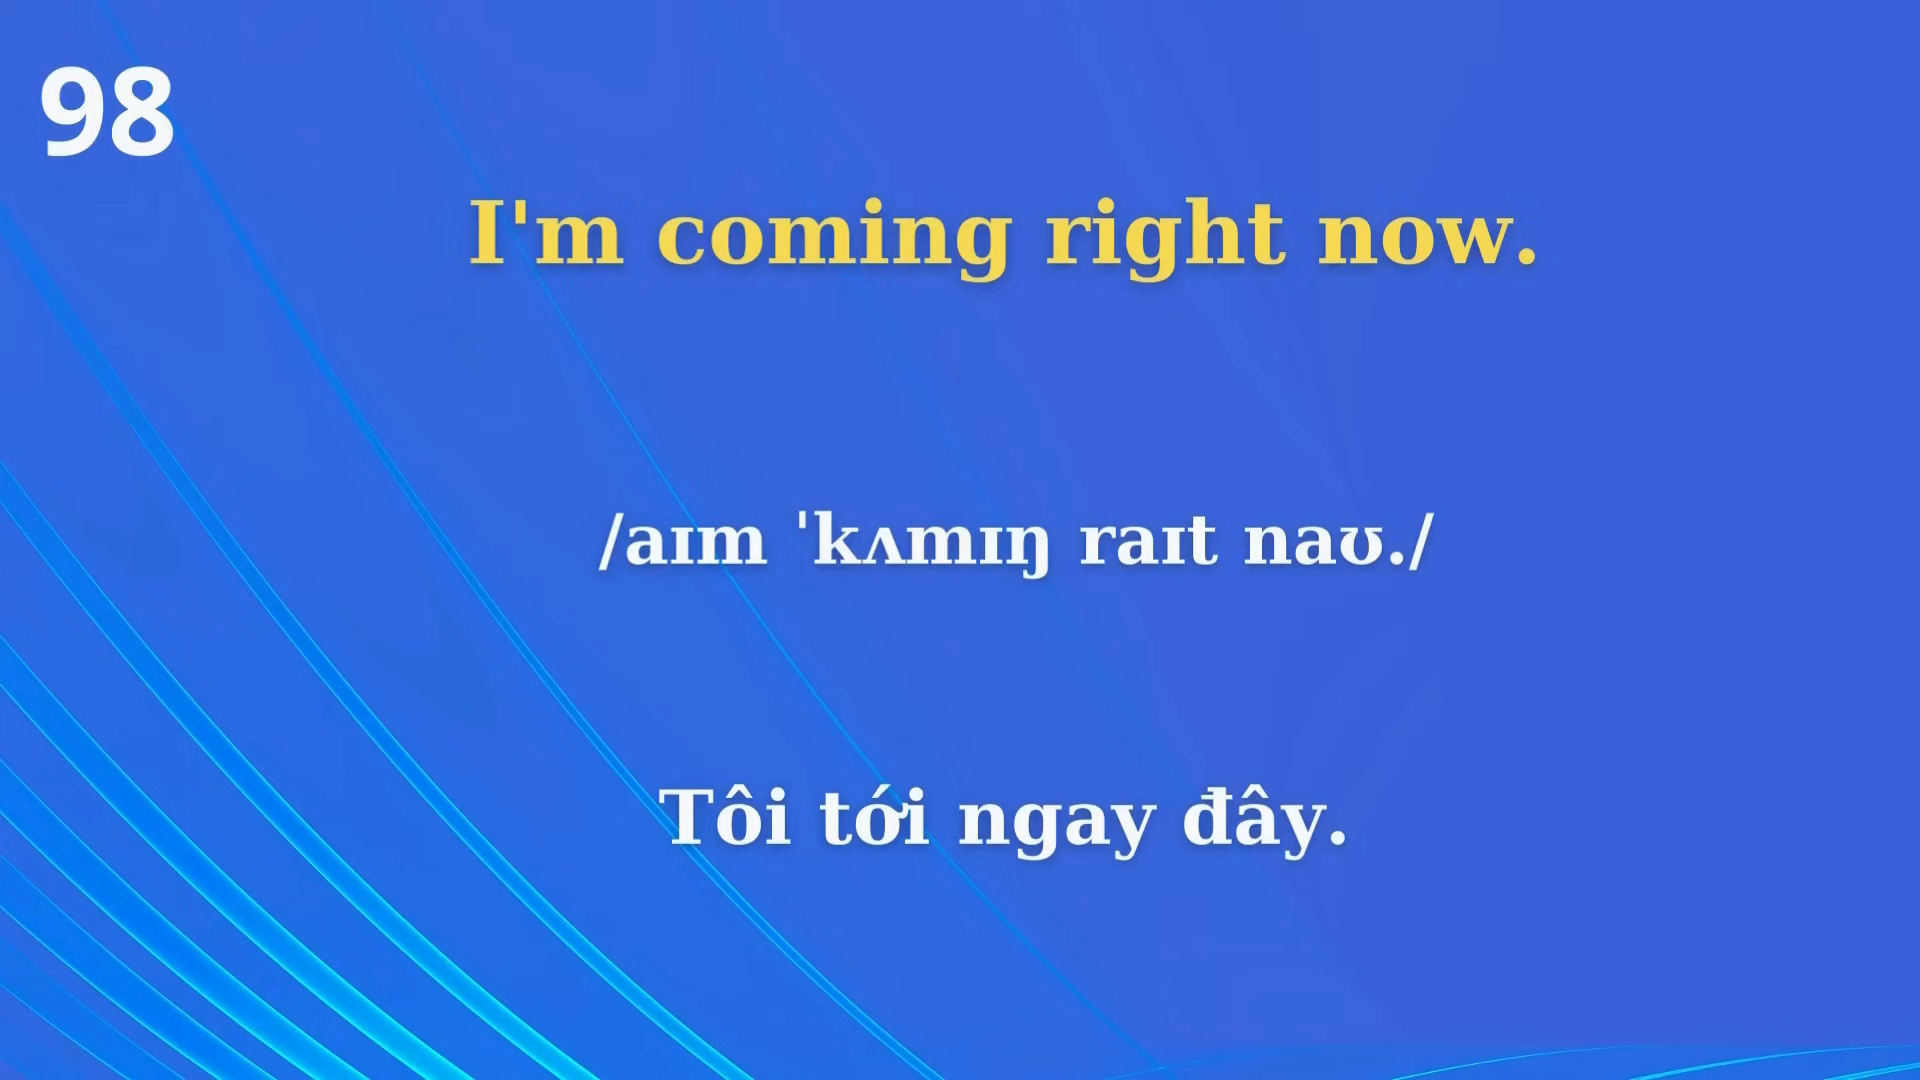 98
I'm coming right now.
/aɪm ˈkʌmɪŋ raɪt naʊ./
Tôi tới ngay đây.